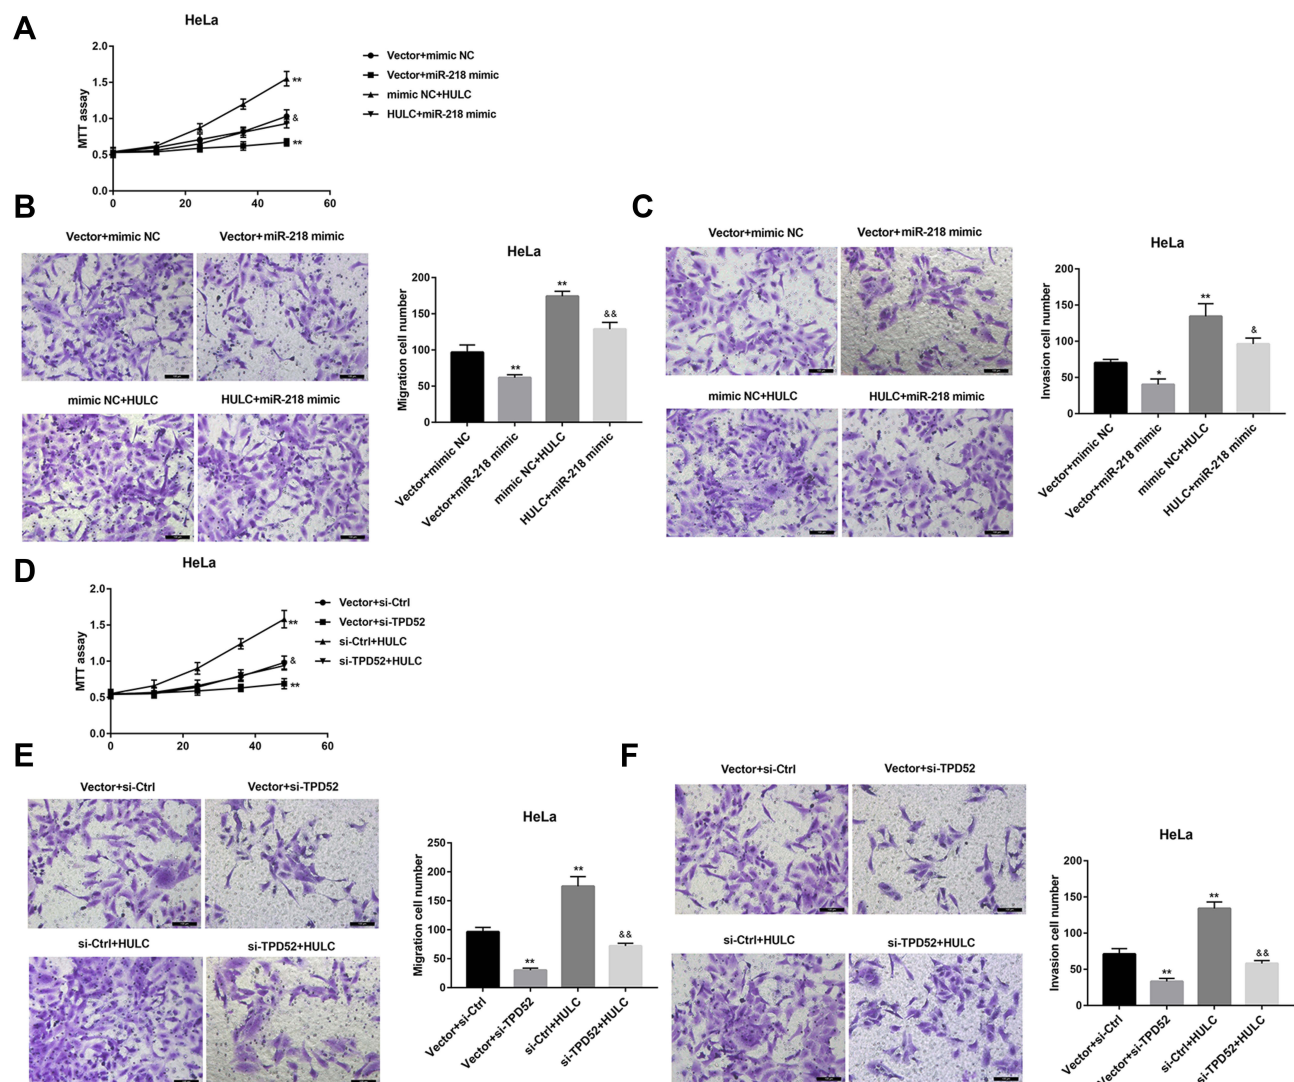 A
HeLa
MTT assay
2.0
1.5
1.0
0.5
0.0
0
20
40
60
**
&
**
Vector+mimic NC
Vector+miR-218 mimic
mimic NC+HULC
HULC+miR-218 mimic
B
Vector+mimic NC
Vector+miR-218 mimic
mimic NC+HULC
HULC+miR-218 mimic
HeLa
Migration cell number
200
150
100
50
0
**
**
&&
Vector+mimic NC
Vector+miR-218 mimic
mimic NC+HULC
HULC+miR-218 mimic
C
Vector+mimic NC
Vector+miR-218 mimic
mimic NC+HULC
HULC+miR-218 mimic
HeLa
Invasion cell number
200
150
100
50
0
*
**
&
Vector+mimic NC
Vector+miR-218 mimic
mimic NC+HULC
HULC+miR-218 mimic
D
HeLa
MTT assay
2.0
1.5
1.0
0.5
0.0
0
20
40
60
**
&
**
Vector+si-Ctrl
Vector+si-TPD52
si-Ctrl+HULC
si-TPD52+HULC
E
Vector+si-Ctrl
Vector+si-TPD52
si-Ctrl+HULC
si-TPD52+HULC
HeLa
Migration cell number
250
200
150
100
50
0
**
**
&&
Vector+si-Ctrl
Vector+si-TPD52
si-Ctrl+HULC
si-TPD52+HULC
F
Vector+si-Ctrl
Vector+si-TPD52
si-Ctrl+HULC
si-TPD52+HULC
HeLa
Invasion cell number
200
150
100
50
0
**
**
&&
Vector+si-Ctrl
Vector+si-TPD52
si-Ctrl+HULC
si-TPD52+HULC